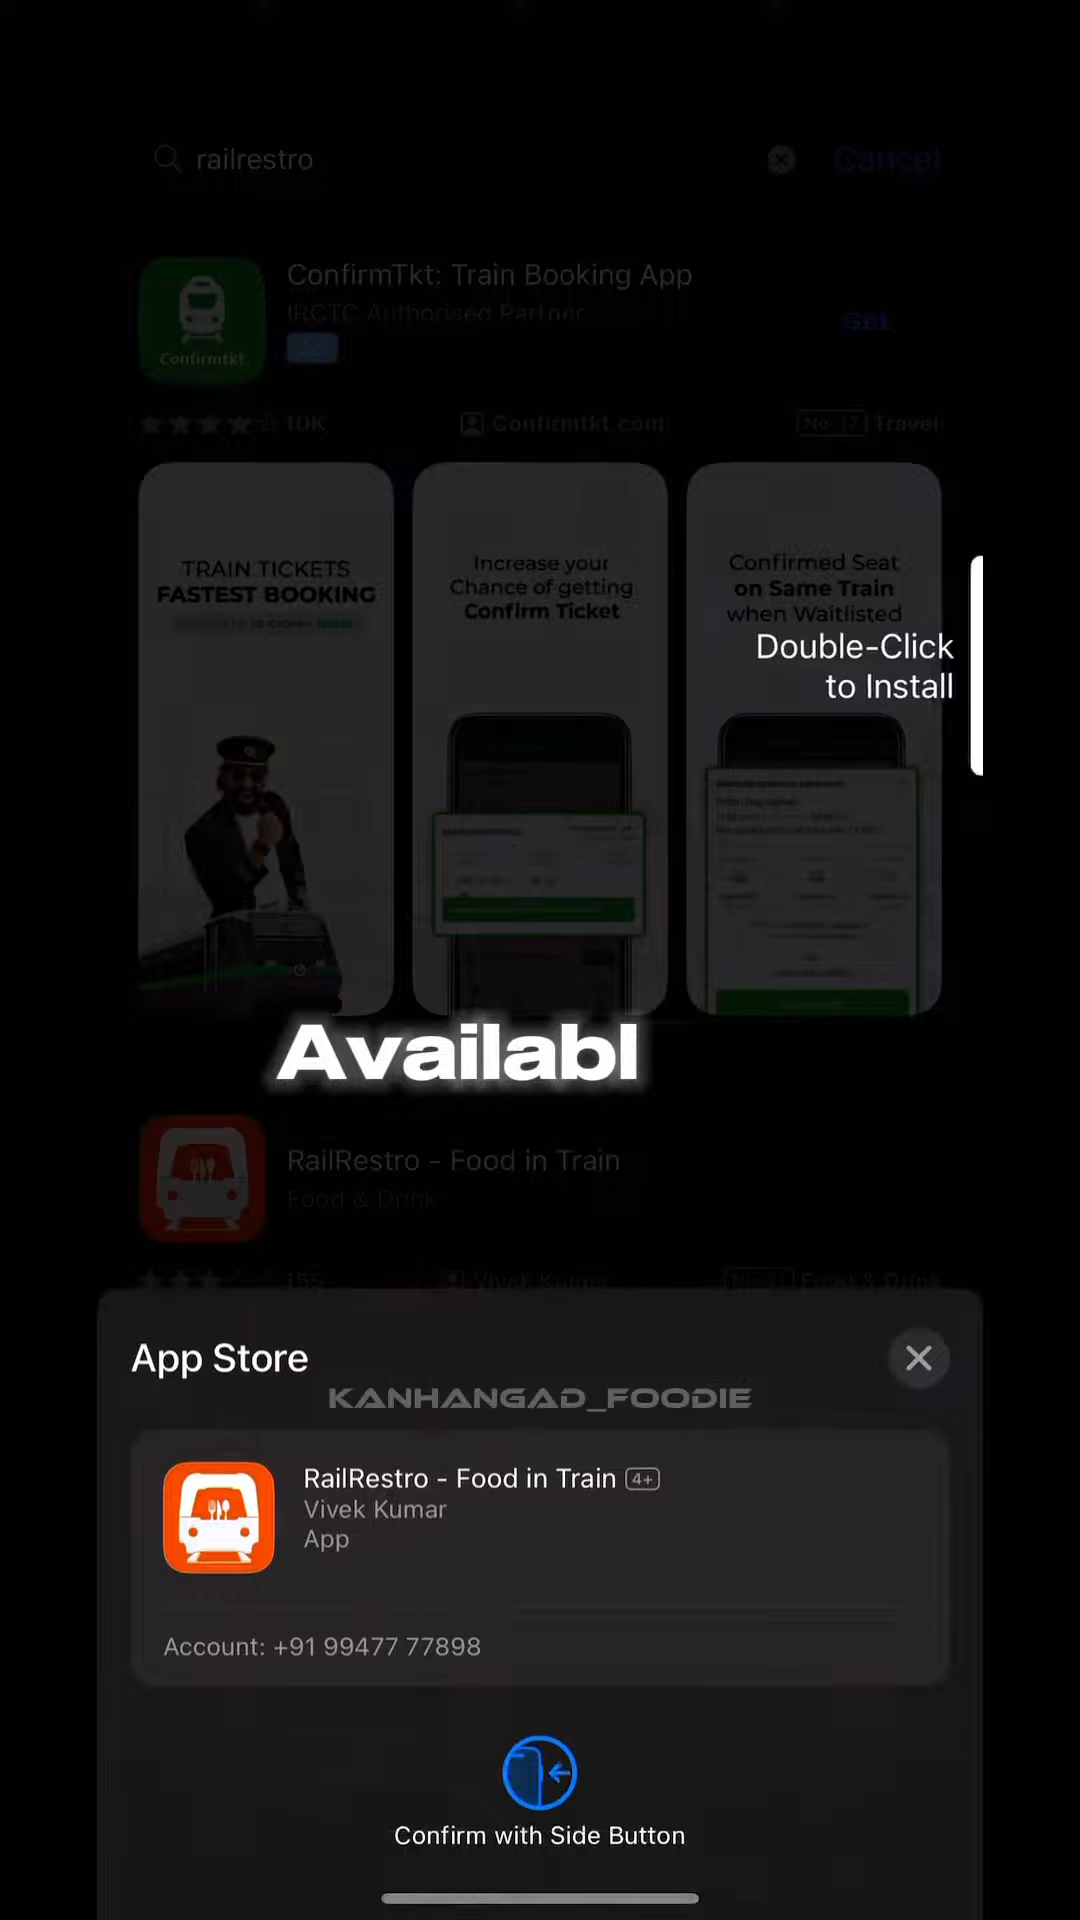 railrestro
Cancel
ConfirmTkt: Train Booking App
IRCTC Authorised Partner
Get
Confirmtkt
10K
Confirmtkt.com
No. 17 Travel
TRAIN TICKETS
FASTEST BOOKING
Increase your
Chance of getting
Confirm Ticket
Confirmed Seat
on Same Train
when Waitlisted
Double-Click
to Install
Availabl
RailRestro - Food in Train
Food & Drink
155
Vivek Kumar
Food & Drink
App Store
KANHANGAD_FOODIE
RailRestro - Food in Train 4+
Vivek Kumar
App
Account: +91 99477 77898
Confirm with Side Button